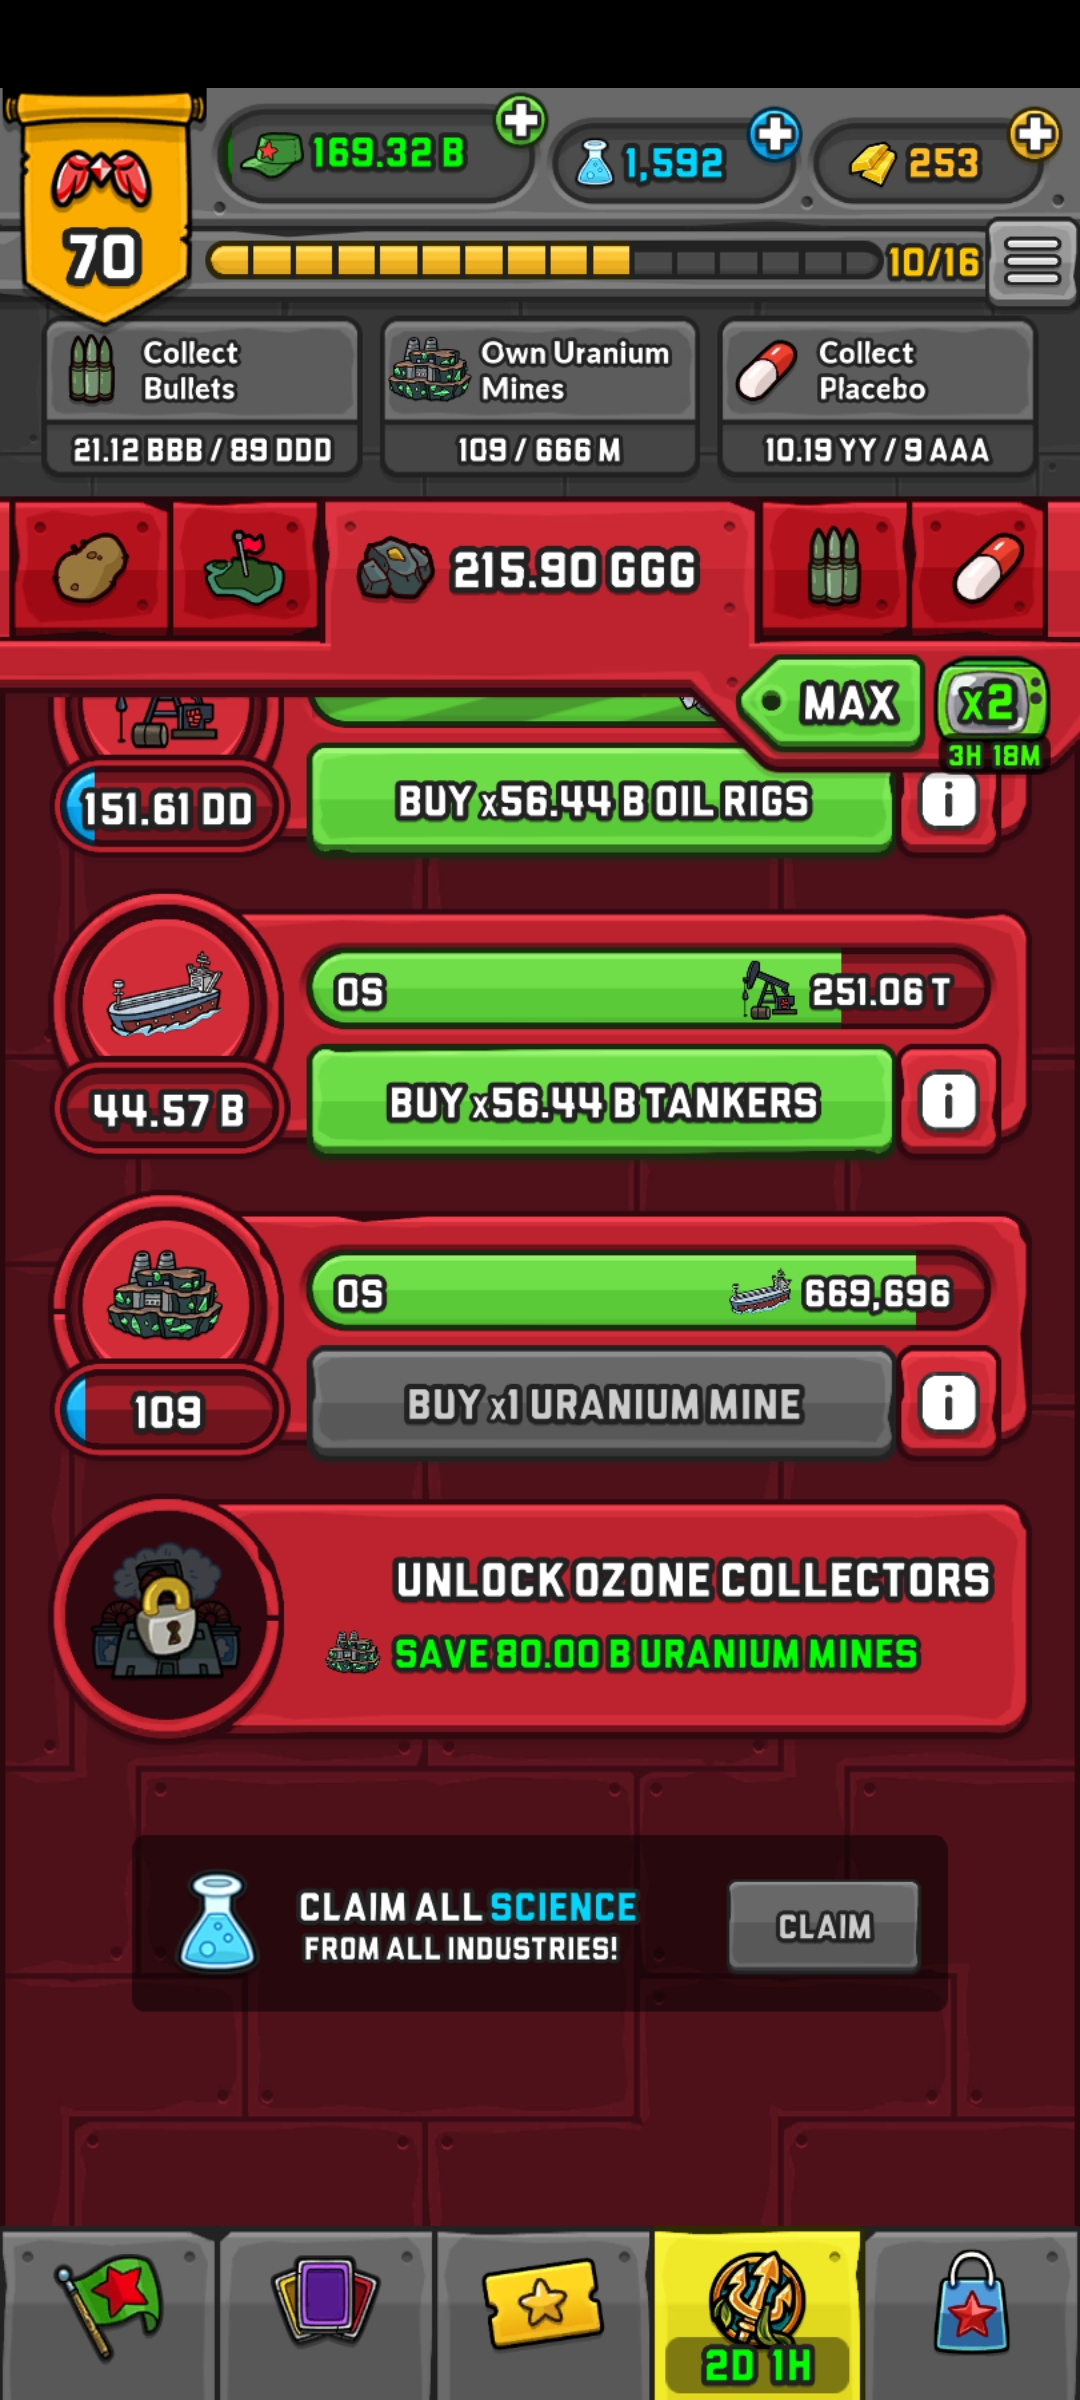 169.32 B
1,592
253
70
10/16
Collect
Bullets
21.12 BBB / 89 DDD
Own Uranium
Mines
109 / 666 M
Collect
Placebo
10.19 YY / 9 AAA
215.90 GGG
MAX
x2
3H 18M
151.61 DD
BUY x56.44 B OIL RIGS
i
0S
251.06 T
44.57 B
BUY x56.44 B TANKERS
i
0S
669,696
109
BUY x1 URANIUM MINE
i
UNLOCK OZONE COLLECTORS
SAVE 80.00 B URANIUM MINES
CLAIM ALL SCIENCE
FROM ALL INDUSTRIES!
CLAIM
2D 1H